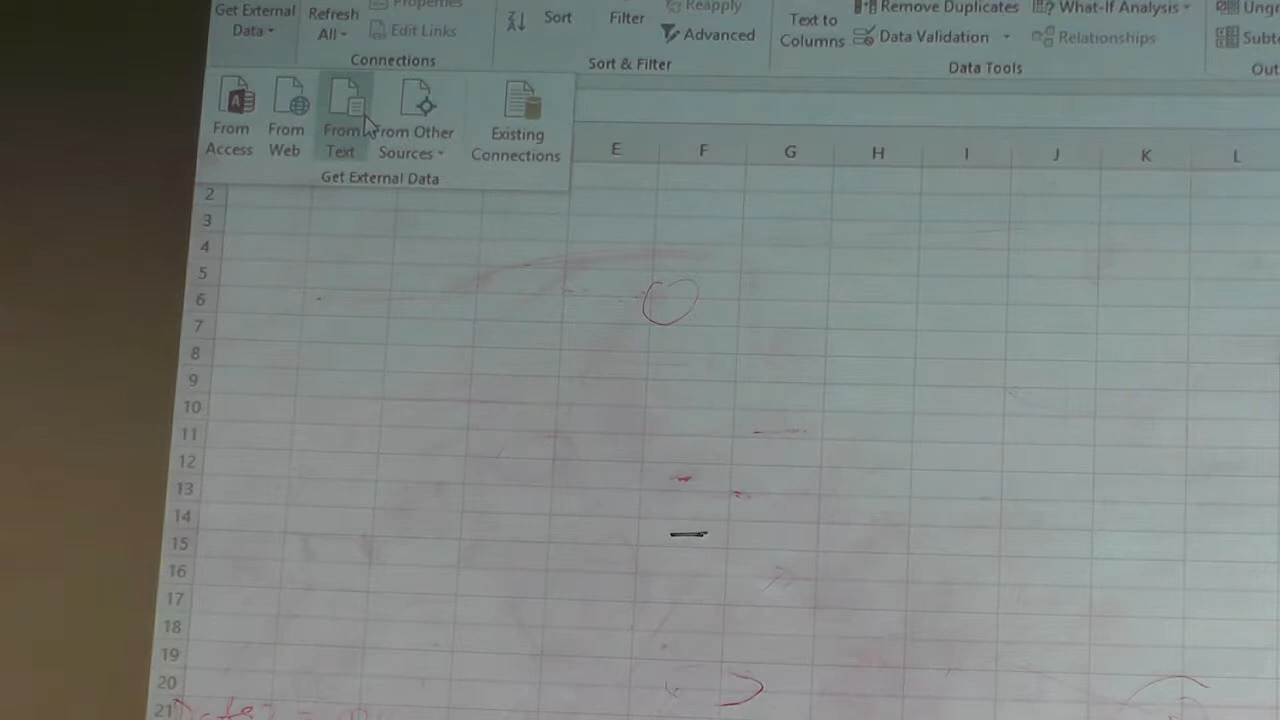 Get External Data
Refresh All
Properties
Edit Links
Connections
Sort
Filter
Reapply
Advanced
Sort & Filter
Text to Columns
Remove Duplicates
Data Validation
What-If Analysis
Relationships
Data Tools
From Access
From Web
From Text
From Other Sources
Existing Connections
Get External Data
E F G H I J K L
2
3
4
5
6
7
8
9
10
11
12
13
14
15
16
17
18
19
20
21